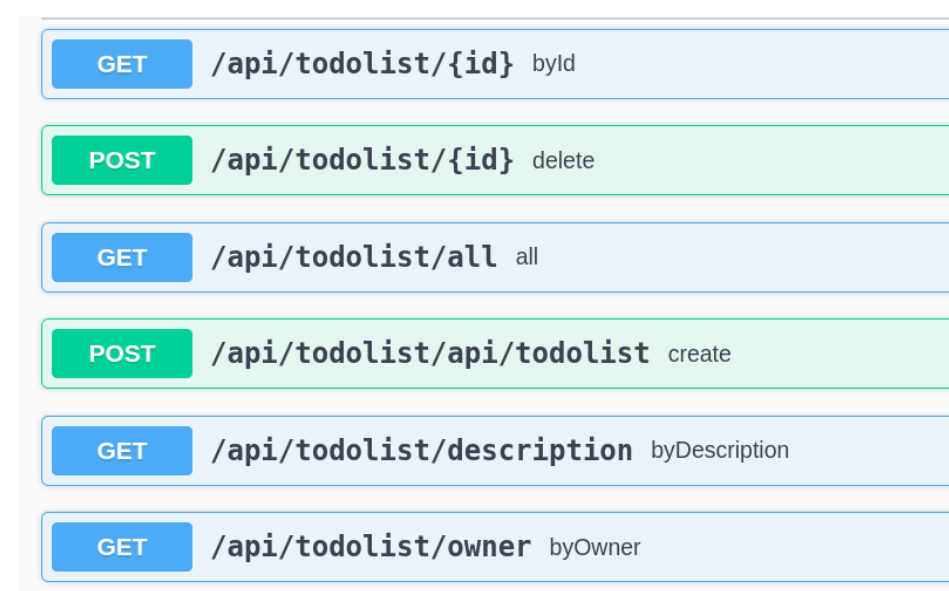 GET /api/todolist/{id} byId
POST /api/todolist/{id} delete
GET /api/todolist/all all
POST /api/todolist/api/todolist create
GET /api/todolist/description byDescription
GET /api/todolist/owner byOwner